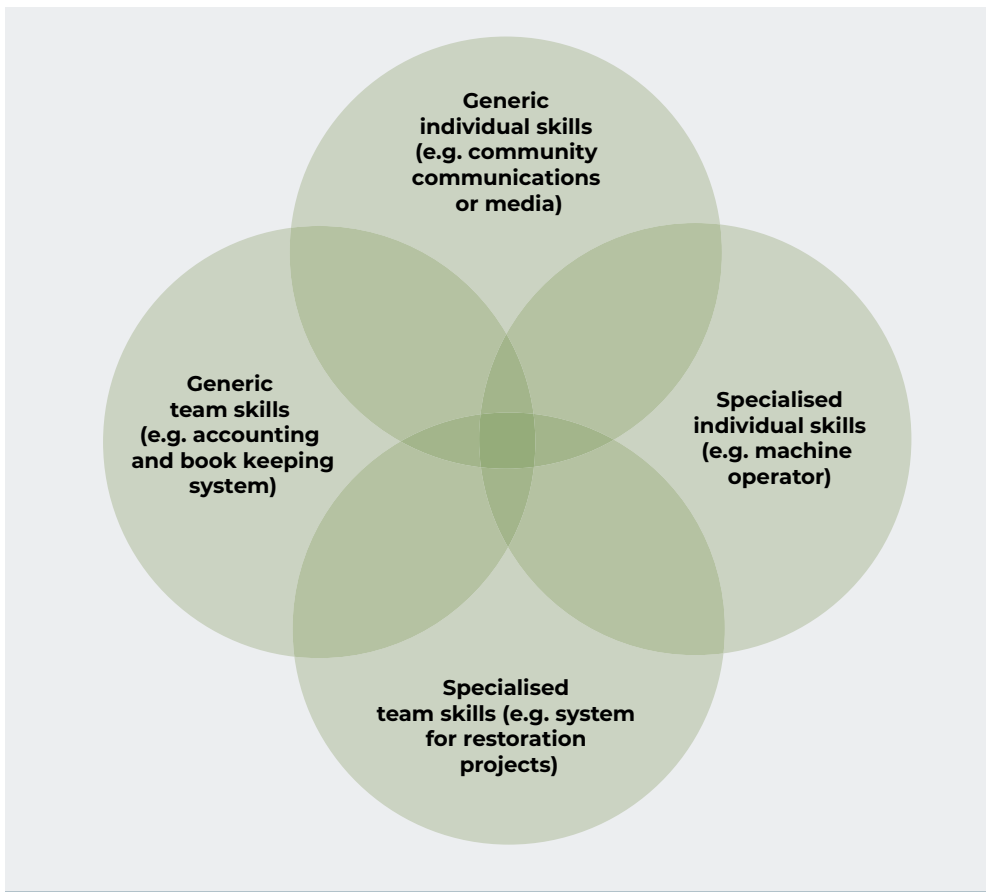 Generic
individual skills
(e.g. community
communications
or media)
Generic
team skills
(e.g. accounting
and book keeping
system)
Specialised
individual skills
(e.g. machine
operator)
Specialised
team skills (e.g. system
for restoration
projects)